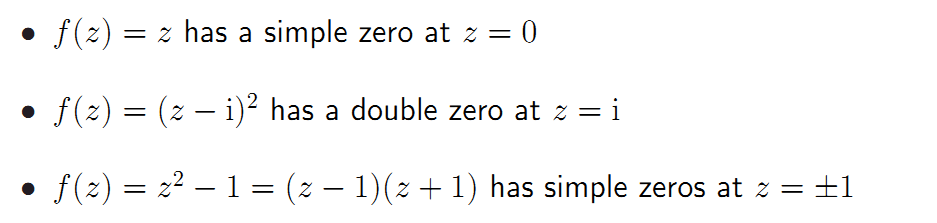 • f(z) = z has a simple zero at z = 0
• f(z) = (z − i)² has a double zero at z = i
• f(z) = z² − 1 = (z − 1)(z + 1) has simple zeros at z = ±1